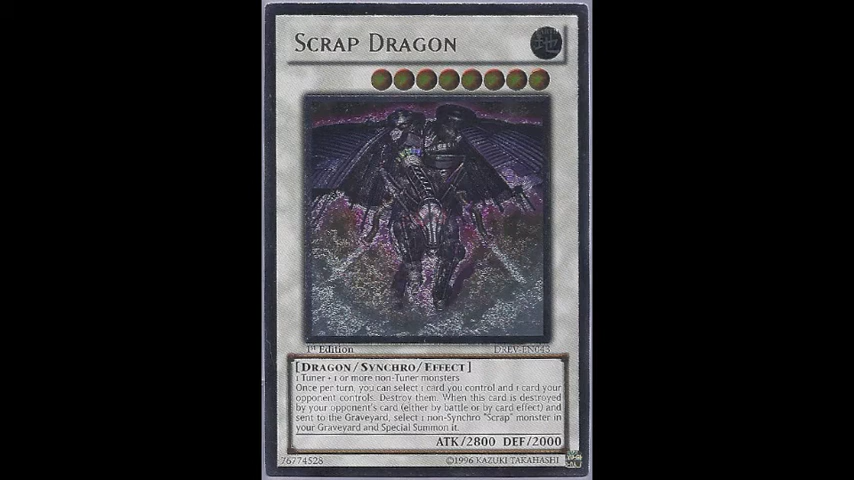 SCRAP DRAGON
地
1st Edition
DREV-EN043
[DRAGON/SYNCHRO/EFFECT]
1 Tuner + 1 or more non-Tuner monsters
Once per turn, you can select 1 card you control and 1 card your
opponent controls. Destroy them. When this card is destroyed
by your opponent's card (either by battle or by card effect) and
sent to the Graveyard, select 1 non-Synchro "Scrap" monster in
your Graveyard and Special Summon it.
ATK/2800 DEF/2000
76774528
©1996 KAZUKI TAKAHASHI